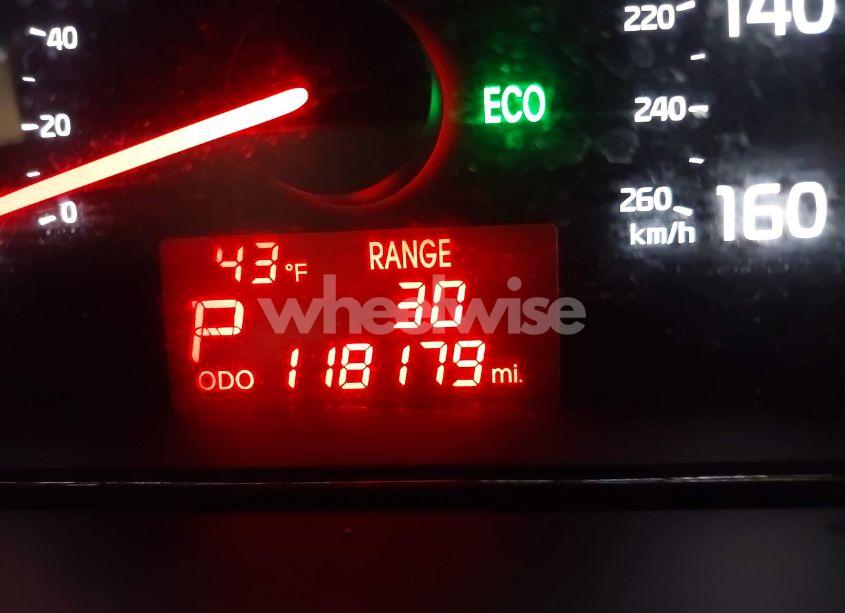 40
20
0
ECO
220
140
240
260
160
km/h
43 °F
RANGE
P
30
wheelwise
ODO 118179 mi.